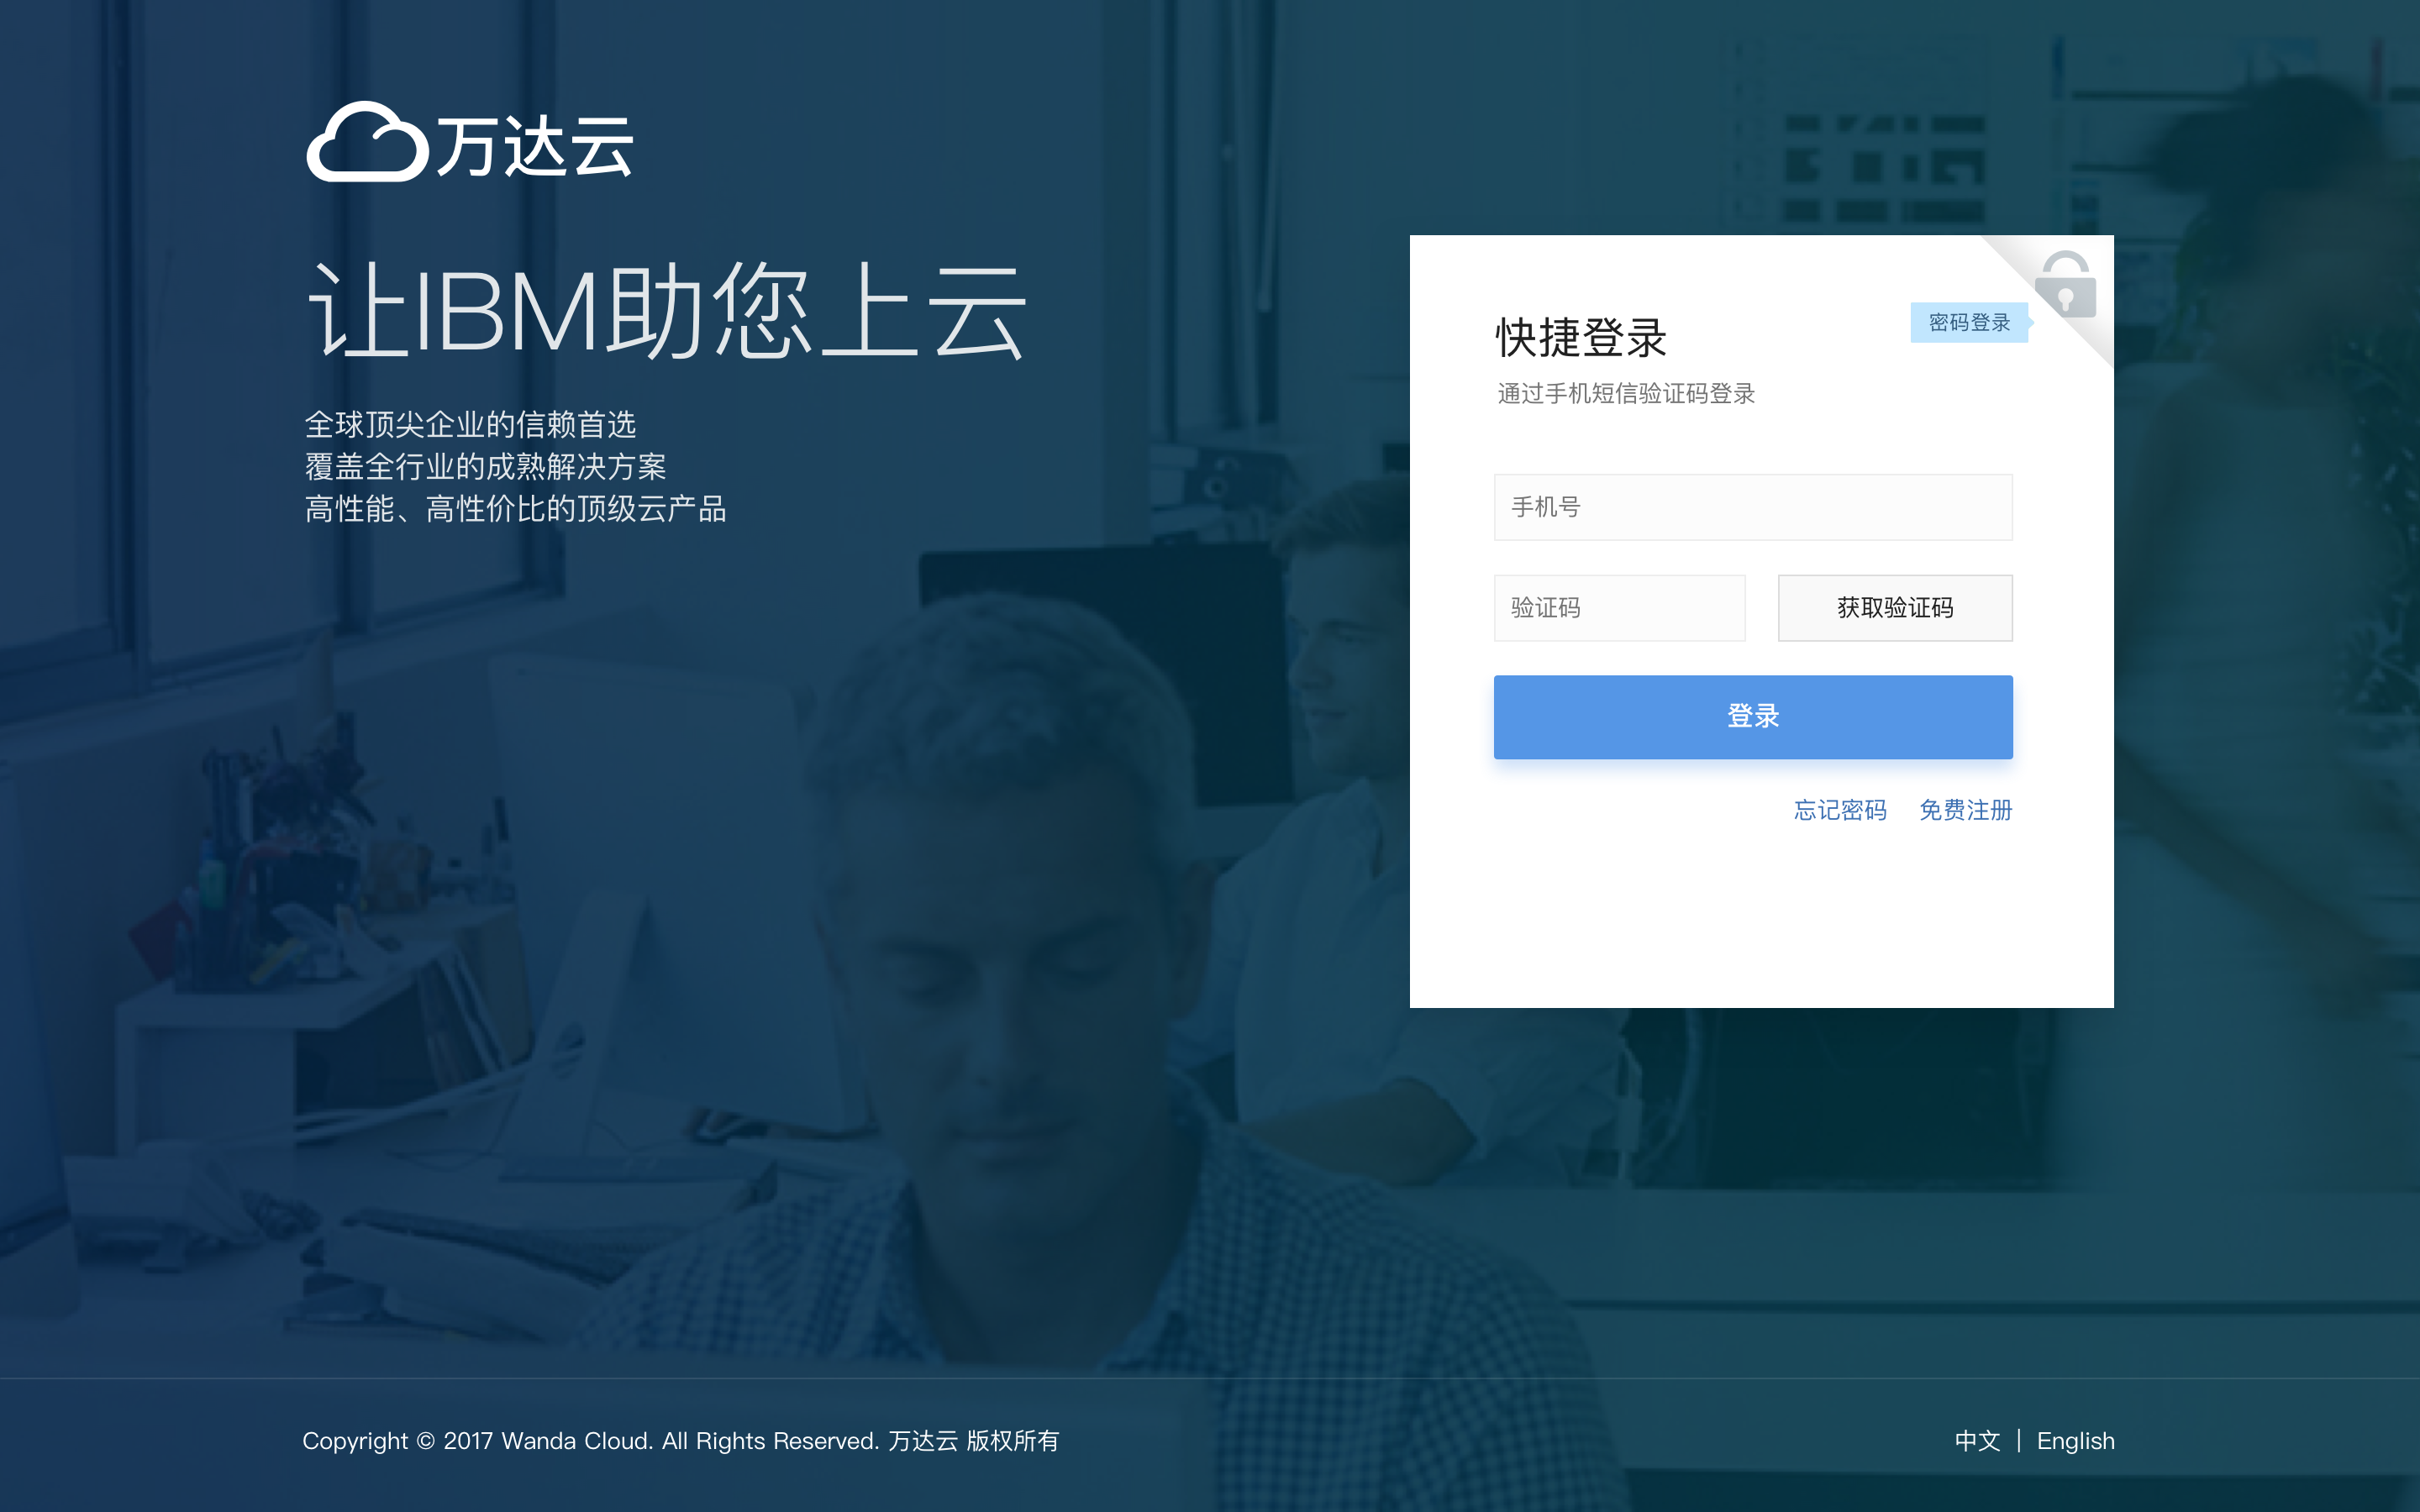 万达云
让IBM助您上云
全球顶尖企业的信赖首选
覆盖全行业的成熟解决方案
高性能、高性价比的顶级云产品
快捷登录
密码登录
通过手机短信验证码登录
手机号
验证码
获取验证码
登录
忘记密码 免费注册
Copyright © 2017 Wanda Cloud. All Rights Reserved. 万达云 版权所有
中文 | English